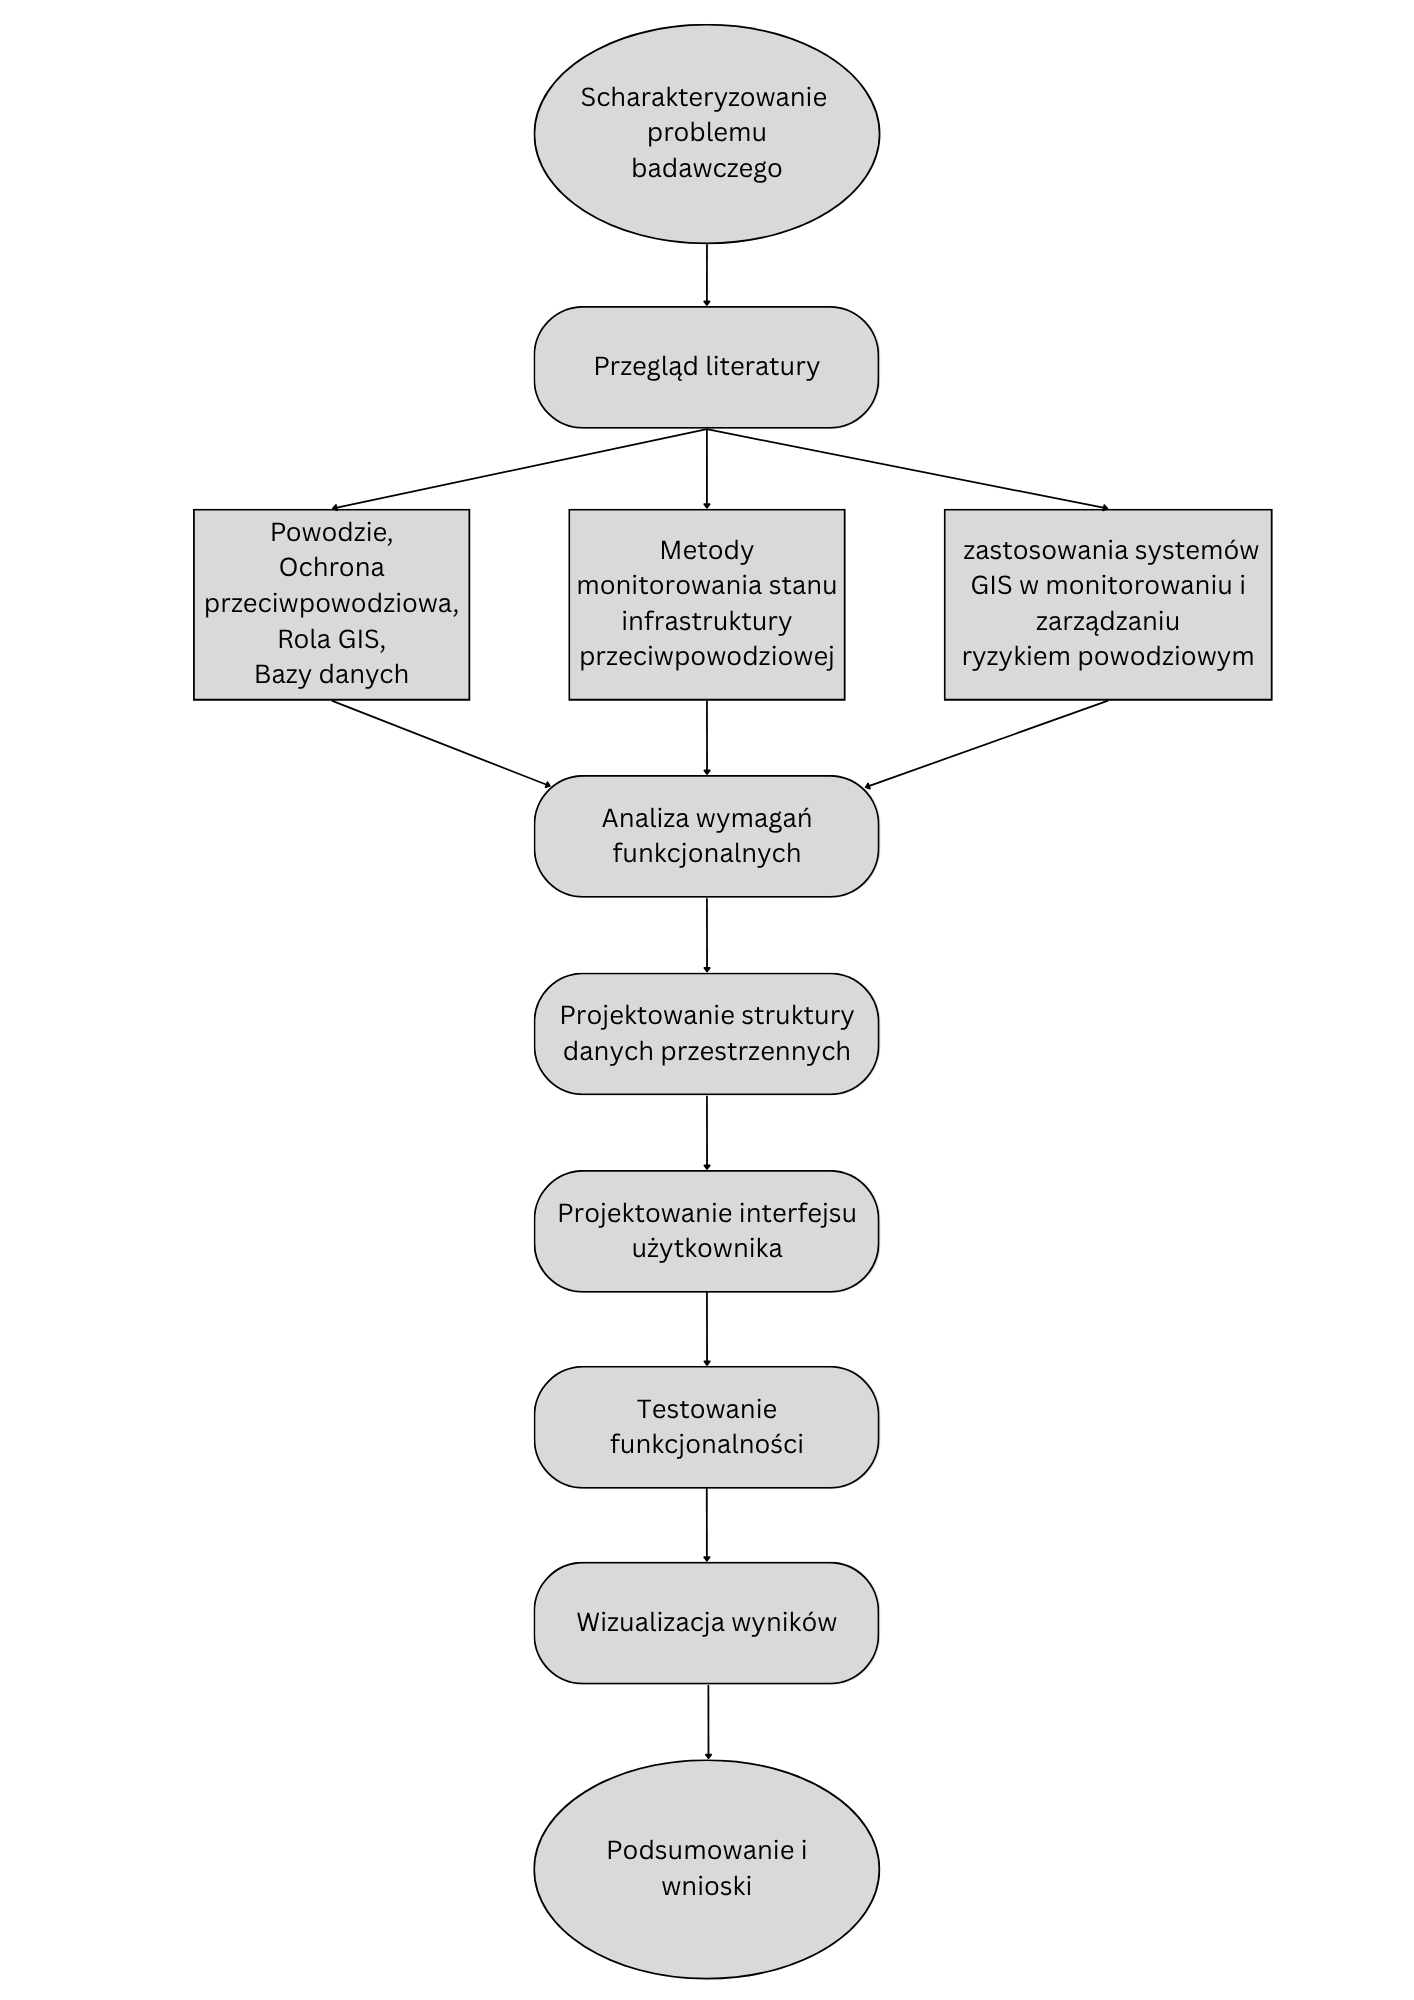 Scharakteryzowanie
problemu
badawczego
Przegląd literatury
Powodzie,
Ochrona
przeciwpowodziowa,
Rola GIS,
Bazy danych
Metody
monitorowania stanu
infrastruktury
przeciwpowodziowej
zastosowania systemów
GIS w monitorowaniu i
zarządzaniu
ryzykiem powodziowym
Analiza wymagań
funkcjonalnych
Projektowanie struktury
danych przestrzennych
Projektowanie interfejsu
użytkownika
Testowanie
funkcjonalności
Wizualizacja wyników
Podsumowanie i
wnioski